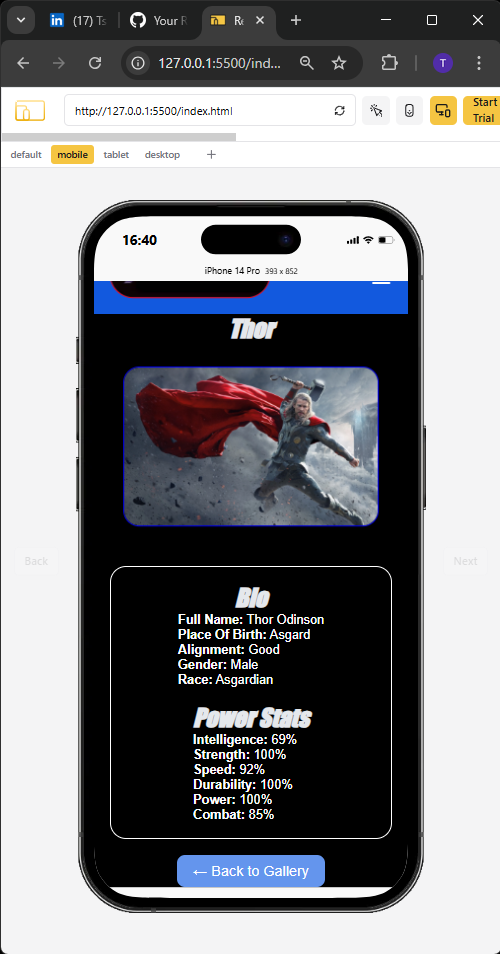 (17) Ts
Your R
Re
127.0.0.1:5500/ind...
T
http://127.0.0.1:5500/index.html
Start
Trial
default
mobile
tablet
desktop
16:40
iPhone 14 Pro 393 x 852
Thor
Back
Next
Bio
Full Name: Thor Odinson
Place Of Birth: Asgard
Alignment: Good
Gender: Male
Race: Asgardian
Power Stats
Intelligence: 69%
Strength: 100%
Speed: 92%
Durability: 100%
Power: 100%
Combat: 85%
← Back to Gallery